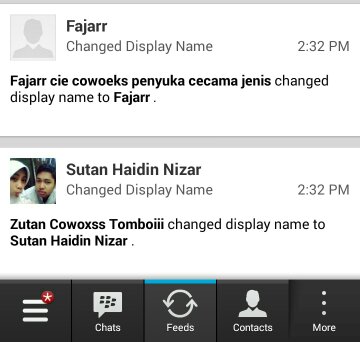 Fajarr
Changed Display Name 2:32 PM
Fajarr cie cowoeks penyuka cecama jenis changed
display name to Fajarr .
Sutan Haidin Nizar
Changed Display Name 2:32 PM
Zutan Cowoxss Tomboiii changed display name to
Sutan Haidin Nizar .
Chats Feeds Contacts More